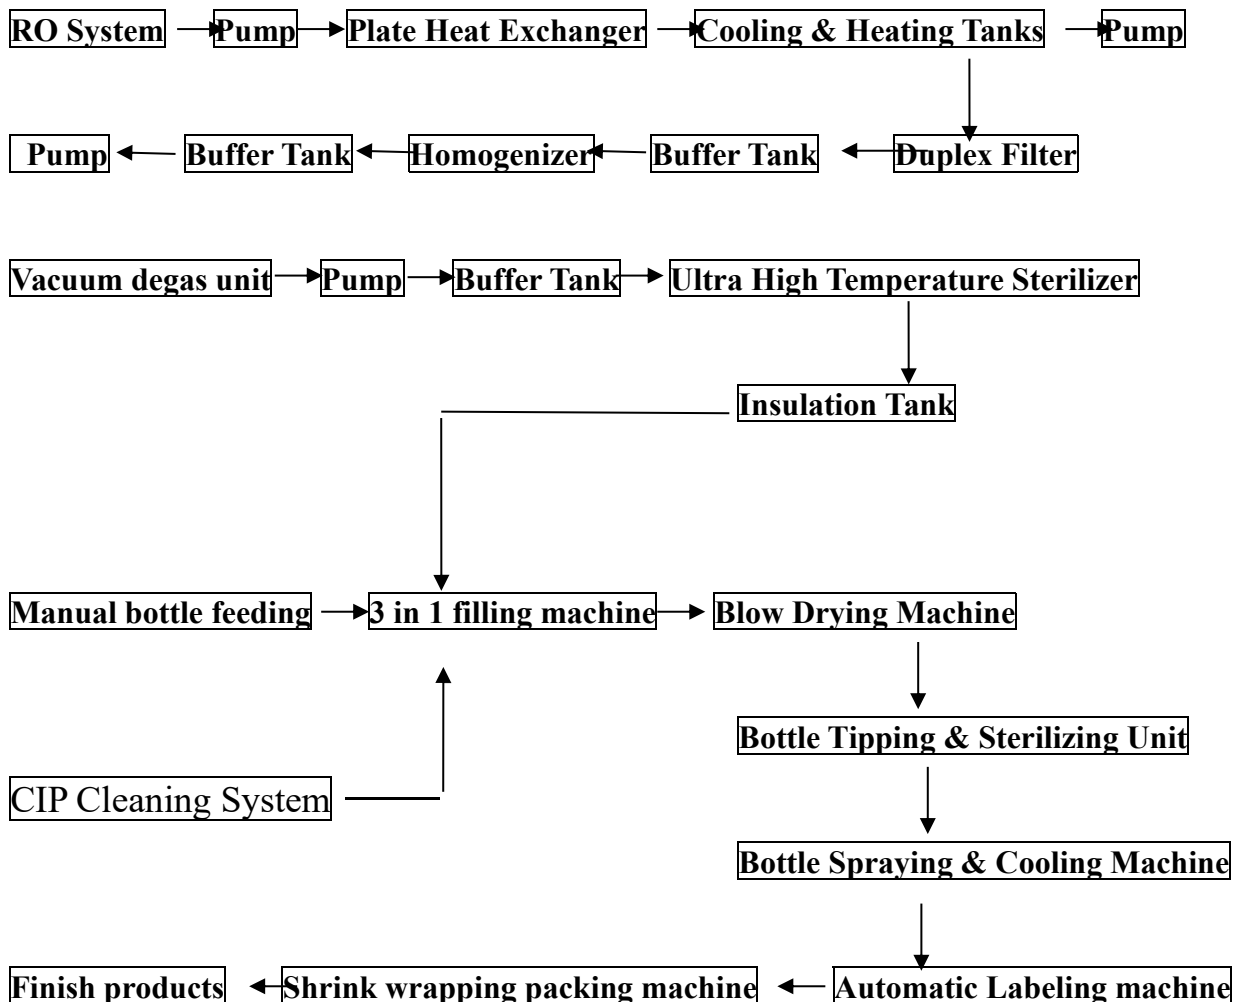 RO System Pump Plate Heat Exchanger Cooling & Heating Tanks Pump
Pump Buffer Tank Homogenizer Buffer Tank Duplex Filter
Vacuum degas unit Pump Buffer Tank Ultra High Temperature Sterilizer
Insulation Tank
Manual bottle feeding 3 in 1 filling machine Blow Drying Machine
Bottle Tipping & Sterilizing Unit
CIP Cleaning System
Bottle Spraying & Cooling Machine
Finish products Shrink wrapping packing machine Automatic Labeling machine